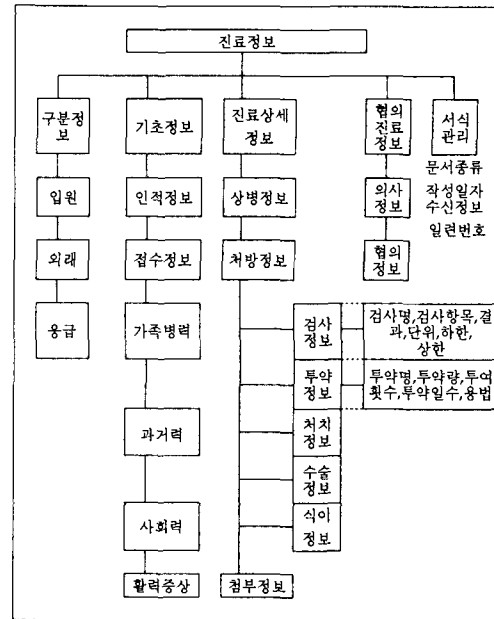 진료정보
구분정
보
기초정보
진료상세
정보
협의
진료
정보
서식
관리
문서종류
작성일자
수신정보
일련번호
입원
인적정보
상병정보
의사
정보
외래
접수정보
처방정보
협의
정보
응급
가족병력
검사
정보
검사명,검사항목,결
과,단위,하한,
상한
투약
정보
투약명,투약량,투여
횟수,투약일수,용법
과거력
처치
정보
수술
정보
사회력
식이
정보
활력증상
첨부정보